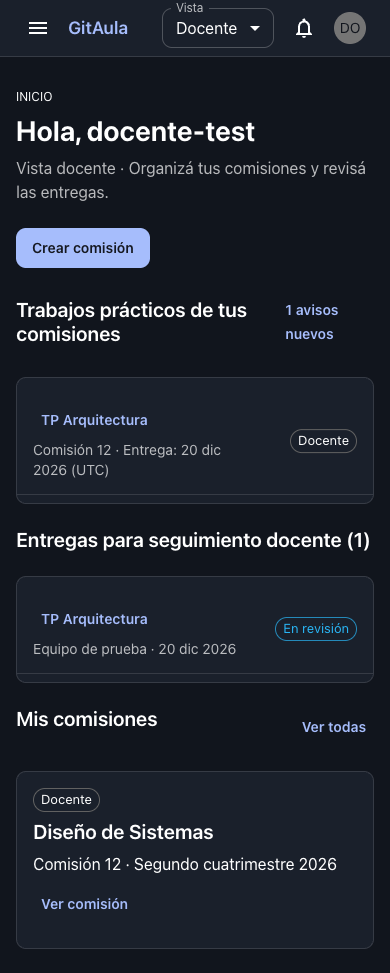 Vista
GitAula
Docente
DO
INICIO
Hola, docente-test
Vista docente · Organizá tus comisiones y revisá
las entregas.
Crear comisión
Trabajos prácticos de tus
comisiones
1 avisos
nuevos
TP Arquitectura
Comisión 12 · Entrega: 20 dic
2026 (UTC)
Docente
Entregas para seguimiento docente (1)
TP Arquitectura
Equipo de prueba · 20 dic 2026
En revisión
Mis comisiones
Ver todas
Docente
Diseño de Sistemas
Comisión 12 · Segundo cuatrimestre 2026
Ver comisión